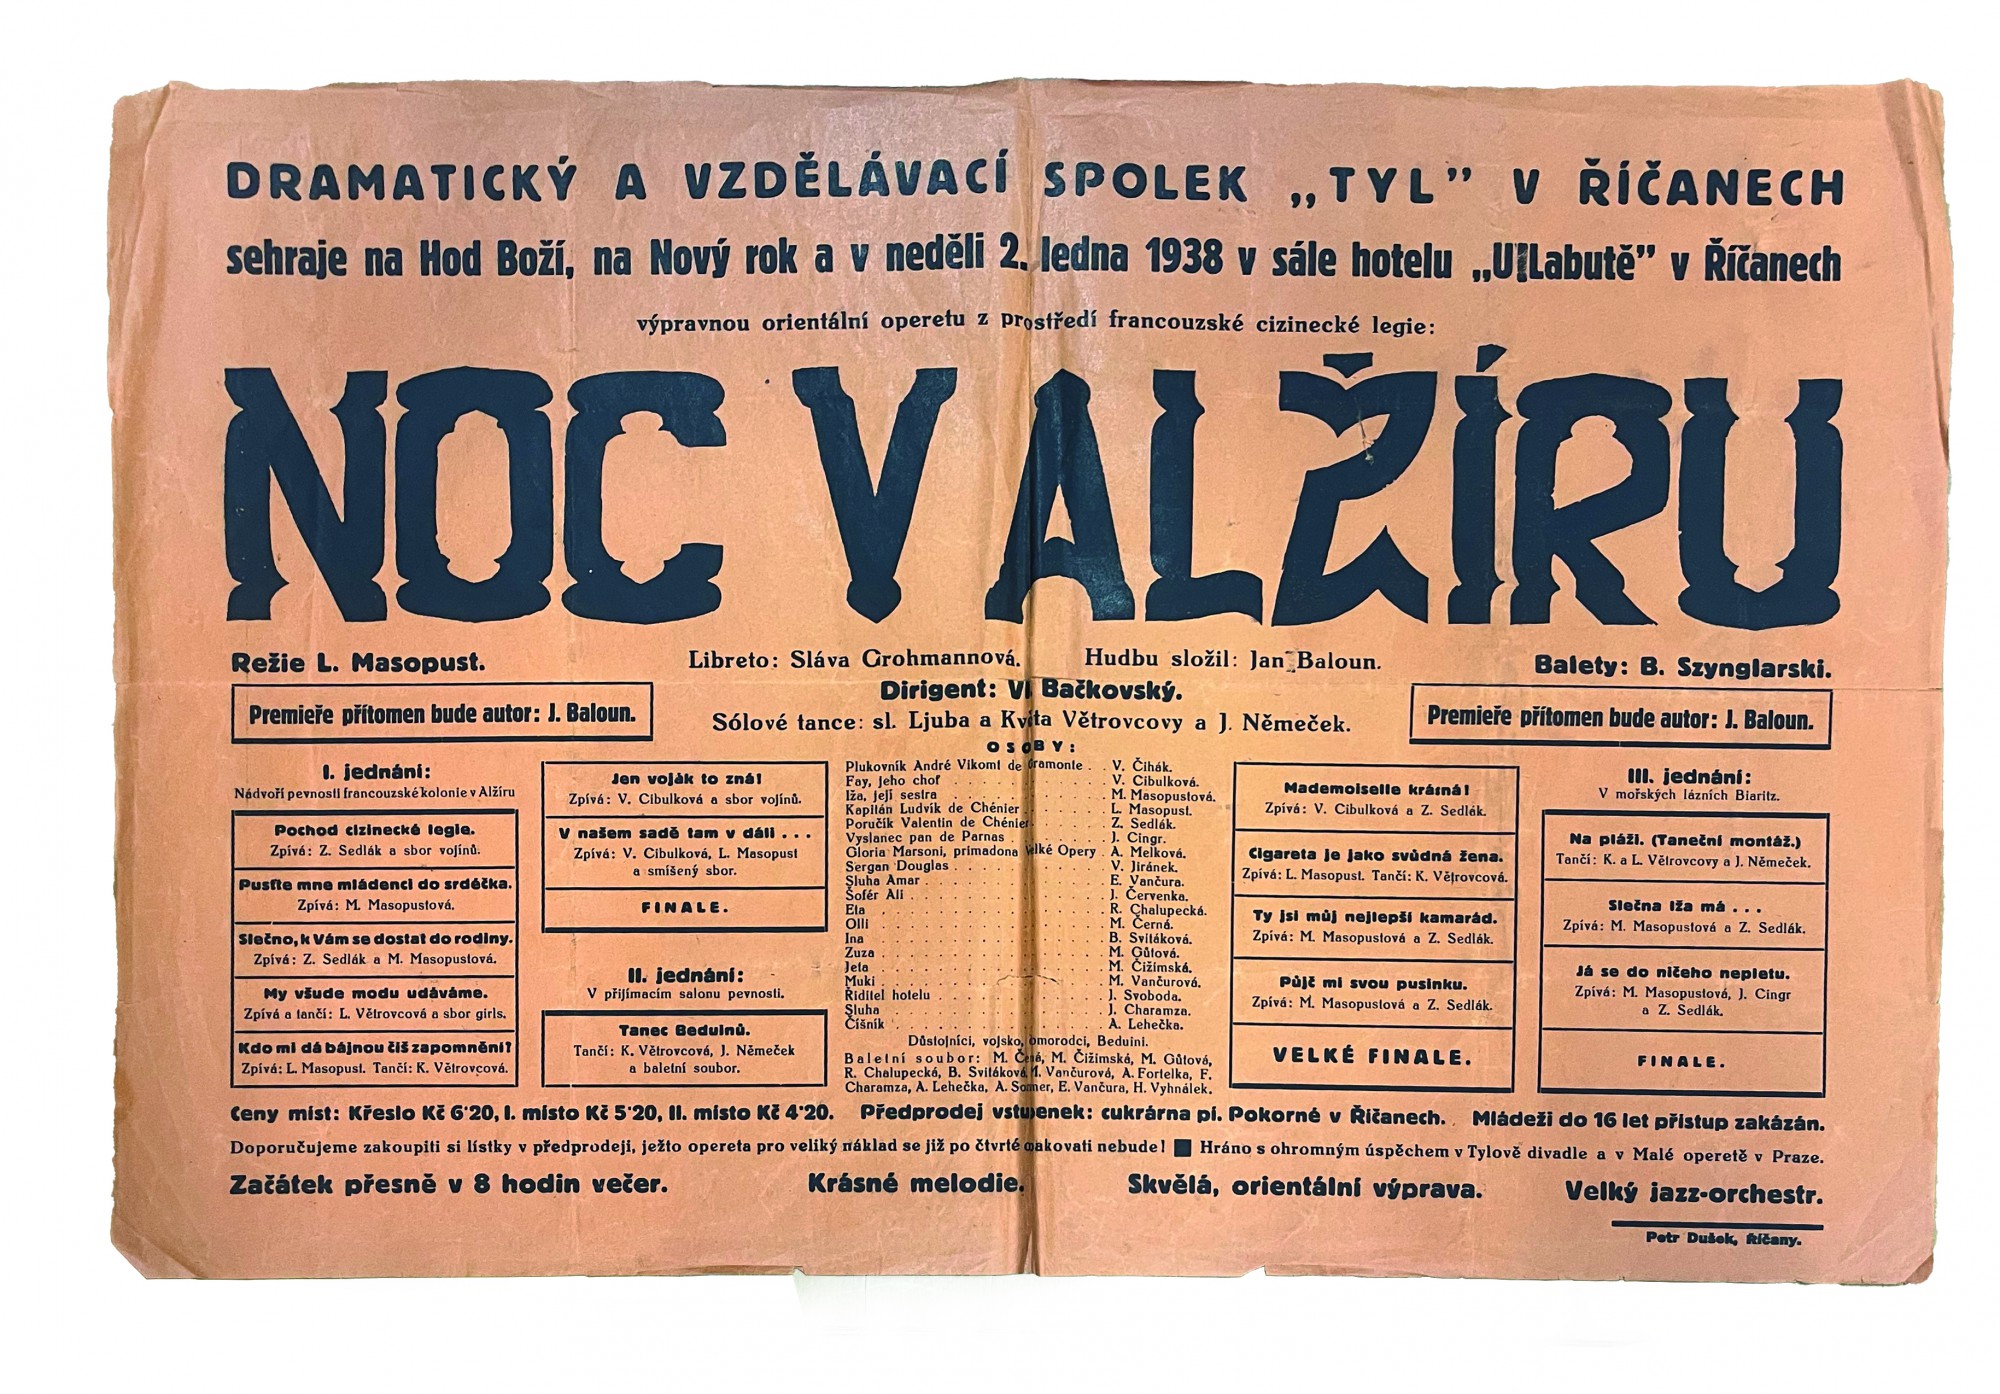 DRAMATICKÝ A VZDĚLÁVACÍ SPOLEK „TYL” V ŘÍČANECH
sehraje na Hod Boží, na Nový rok a v neděli 2. ledna 1938 v sále hotelu „U Labutě” v Říčanech
výpravnou orientální operetu z prostředí francouzské cizinecké legie:
NOC V ALŽÍRU
Režie L. Masopust.
Libreto: Sláva Grohmannová.
Hudbu složil: Jan Baloun.
Balety: B. Szynglarski.
Dirigent: Vl. Bačkovský.
Premieře přítomen bude autor: J. Baloun.
Sólové tance: sl. Ljuba a Květa Větrovcovy a J. Němeček.
Premieře přítomen bude autor: J. Baloun.
I. jednání:
Nádvoří pevnosti francouzské kolonie v Alžíru
Pochod cizinecké legie.
Zpívá: Z. Sedlák a sbor vojínů.
Pusťte mne mládenci do srdéčka.
Zpívá: M. Masopustová.
Slečno, k Vám se dostat do rodiny.
Zpívá: Z. Sedlák a M. Masopustová.
My všude modu udáváme.
Zpívá a tančí: L. Větrovcová a sbor girls.
Kdo mi dá bájnou číš zapomnění?
Zpívá: L. Masopust. Tančí: K. Větrovcová.
Jen voják to zná!
Zpívá: V. Cibulková a sbor vojínů.
V našem sadě tam v dáli . . .
Zpívá: V. Cibulková, L. Masopust
a smíšený sbor.
FINALE.
II. jednání:
V přijímacím salonu pevnosti.
Tanec Beduinů.
Tančí: K. Větrovcová, J. Němeček
a baletní soubor.
OSOBY:
Plukovník André Vikomt de Gramonte . . V. Čihák.
Fay, jeho choť . . . . . . . . . . V. Cibulková.
Iža, její sestra . . . . . . . . . . M. Masopustová.
Kapitán Ludvík de Chénier . . . . . . L. Masopust.
Poručík Valentin de Chénier . . . . . Z. Sedlák.
Vyslanec pan de Parnas . . . . . . . J. Cingr.
Gloria Marsoni, primadona Velké Opery . A. Melková.
Sergan Douglas . . . . . . . . . . V. Jiránek.
Sluha Amar . . . . . . . . . . . . E. Vančura.
Šofér Ali . . . . . . . . . . . . . J. Červenka.
Eta . . . . . . . . . . . . . . . R. Chalupecká.
Olli . . . . . . . . . . . . . . . M. Černá.
Ina . . . . . . . . . . . . . . . B. Svitáková.
Zuza . . . . . . . . . . . . . . . M. Gůtová.
Jeta . . . . . . . . . . . . . . . M. Čižimská.
Muki . . . . . . . . . . . . . . . M. Vančurová.
Řiditel hotelu . . . . . . . . . . . J. Svoboda.
Sluha . . . . . . . . . . . . . . J. Charamza.
Číšník . . . . . . . . . . . . . . A. Lehečka.
Důstojníci, vojsko, domorodci, Beduini.
Baletní soubor: M. Černá, M. Čižimská, M. Gůtová,
R. Chalupecká, B. Svitáková, M. Vančurová, A. Fortelka, F.
Charamza, A. Lehečka, A. E. Vančura, H. Vyhnálek.
Mademoiselle krásná!
Zpívá: V. Cibulková a Z. Sedlák.
Cigareta je jako svůdná žena.
Zpívá: L. Masopust. Tančí: K. Větrovcová.
Ty jsi můj nejlepší kamarád.
Zpívá: M. Masopustová a Z. Sedlák.
Půjč mi svou pusinku.
Zpívá: M. Masopustová a Z. Sedlák.
VELKÉ FINALE.
III. jednání:
V mořských lázních Biaritz.
Na pláži. (Taneční montáž.)
Tančí: K. a L. Větrovcovy a J. Němeček.
Slečna Iža má . . .
Zpívá: M. Masopustová a Z. Sedlák.
Já se do ničeho nepletu.
Zpívá: M. Masopustová, J. Cingr
a Z. Sedlák.
FINALE.
Ceny míst: Křeslo Kč 6˙20, I. místo Kč 5˙20, II. místo Kč 4˙20. Předprodej vstupenek: cukrárna pí. Pokorné v Říčanech. Mládeži do 16 let přístup zakázán.
Doporučujeme zakoupiti si lístky v předprodeji, ježto opereta pro veliký náklad se již po čtvrté opakovati nebude! ■ Hráno s ohromným úspěchem v Tylově divadle a v Malé operetě v Praze.
Začátek přesně v 8 hodin večer. Krásné melodie. Skvělá, orientální výprava. Velký jazz-orchestr.
Petr Dušek, Říčany.